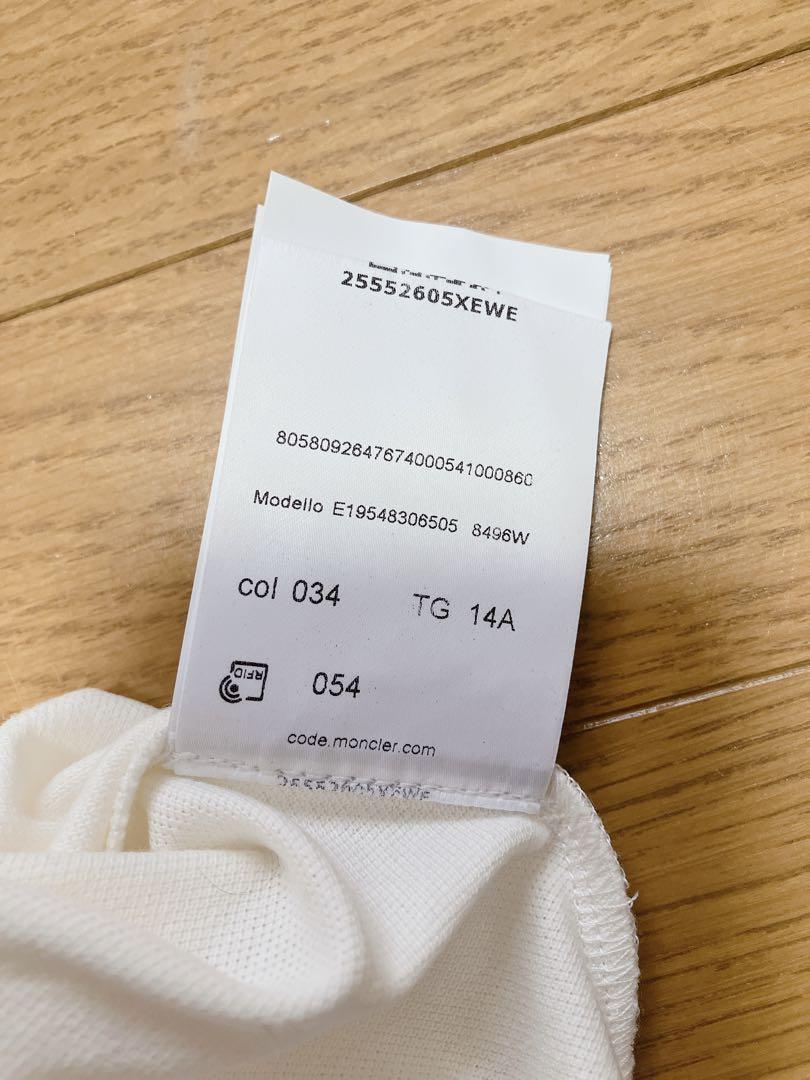 25552605XEWE
8058092647674000541000860
Modello E19548306505 8496W
col 034 TG 14A
RFID 054
code.moncler.com